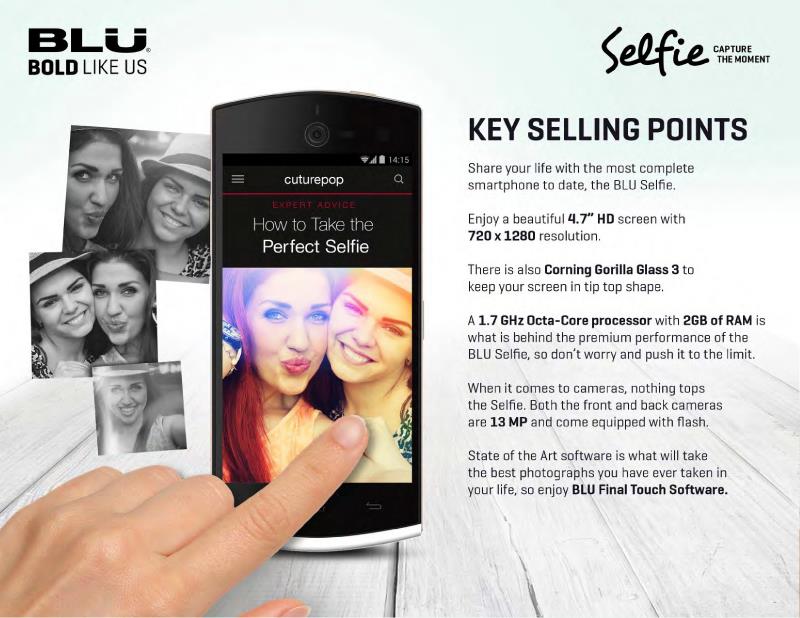 BLU
BOLD LIKE US
Selfie CAPTURE
THE MOMENT
14:15
cuturepop
EXPERT ADVICE
How to Take the
Perfect Selfie
KEY SELLING POINTS
Share your life with the most complete
smartphone to date, the BLU Selfie.
Enjoy a beautiful 4.7” HD screen with
720 x 1280 resolution.
There is also Corning Gorilla Glass 3 to
keep your screen in tip top shape.
A 1.7 GHz Octa-Core processor with 2GB of RAM is
what is behind the premium performance of the
BLU Selfie, so don’t worry and push it to the limit.
When it comes to cameras, nothing tops
the Selfie. Both the front and back cameras
are 13 MP and come equipped with flash.
State of the Art software is what will take
the best photographs you have ever taken in
your life, so enjoy BLU Final Touch Software.